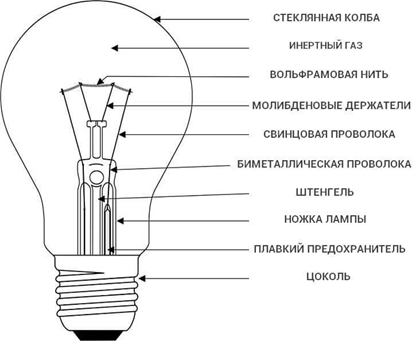 СТЕКЛЯННАЯ КОЛБА
ИНЕРТНЫЙ ГАЗ
ВОЛЬФРАМОВАЯ НИТЬ
МОЛИБДЕНОВЫЕ ДЕРЖАТЕЛИ
СВИНЦОВАЯ ПРОВОЛОКА
БИМЕТАЛЛИЧЕСКАЯ ПРОВОЛОКА
ШТЕНГЕЛЬ
НОЖКА ЛАМПЫ
ПЛАВКИЙ ПРЕДОХРАНИТЕЛЬ
ЦОКОЛЬ